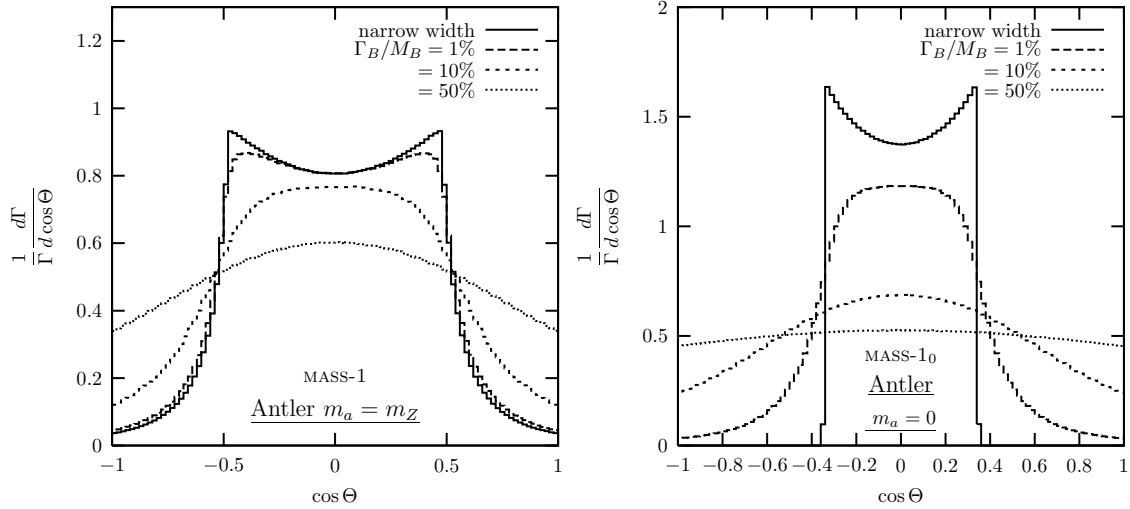 1.2
1
0.8
0.6
0.4
0.2
0
−1
−0.5
0
0.5
1
cos Θ
1/Γ dΓ/d cos Θ
narrow width
Γ_B/M_B = 1%
= 10%
= 50%
MASS-1
Antler m_a = m_Z
2
1.5
1
0.5
0
−1 −0.8 −0.6 −0.4 −0.2 0 0.2 0.4 0.6 0.8 1
cos Θ
1/Γ dΓ/d cos Θ
narrow width
Γ_B/M_B = 1%
= 10%
= 50%
MASS-1₀
Antler
m_a = 0